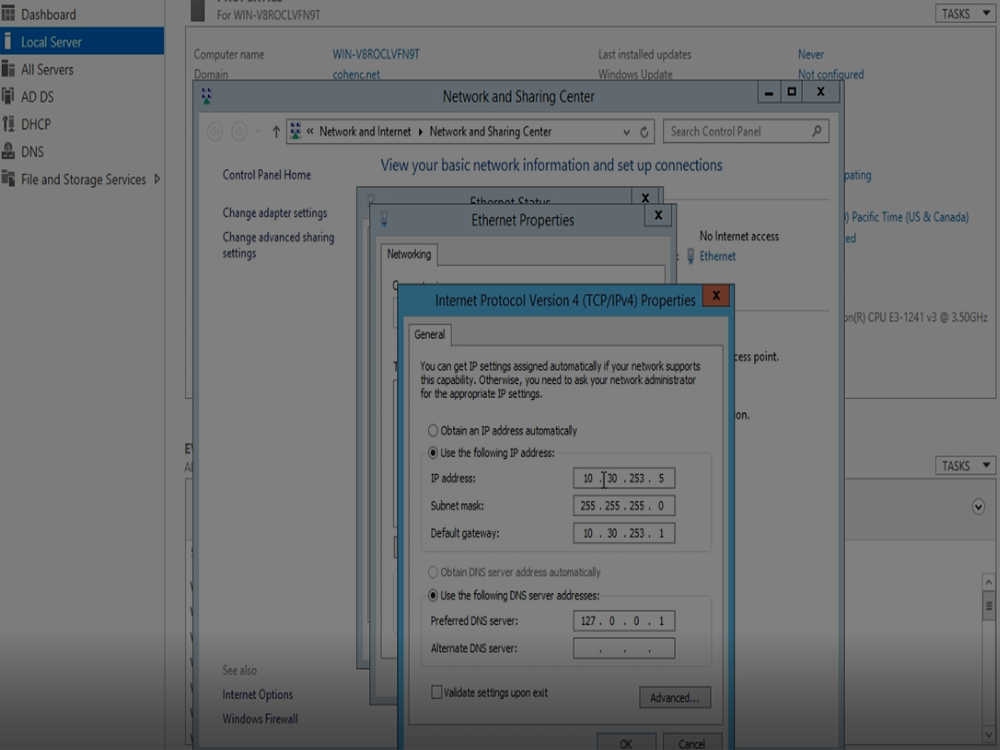 Dashboard
Local Server
All Servers
AD DS
DHCP
DNS
File and Storage Services
For WIN-V8ROCLVFN9T
TASKS
Computer name WIN-V8ROCLVFN9T Last installed updates Never
Domain cohenc.net Windows Update Not configured
Network and Sharing Center
X
« Network and Internet Network and Sharing Center
Search Control Panel
Control Panel Home
Change adapter settings
Change advanced sharing
settings
View your basic network information and set up connections
Ethernet Status
X
No Internet access
Ethernet
Pacific Time (US & Canada)
CPU E3-1241 v3 @ 3.50GHz
Ethernet Properties
X
Networking
Internet Protocol Version 4 (TCP/IPv4) Properties
X
General
You can get IP settings assigned automatically if your network supports
this capability. Otherwise, you need to ask your network administrator
for the appropriate IP settings.
Obtain an IP address automatically
Use the following IP address:
IP address: 10 . 30 . 253 . 5
Subnet mask: 255 . 255 . 255 . 0
Default gateway: 10 . 30 . 253 . 1
Obtain DNS server address automatically
Use the following DNS server addresses:
Preferred DNS server: 127 . 0 . 0 . 1
Alternate DNS server: . . .
Validate settings upon exit
Advanced...
OK Cancel
point.
TASKS
See also
Internet Options
Windows Firewall